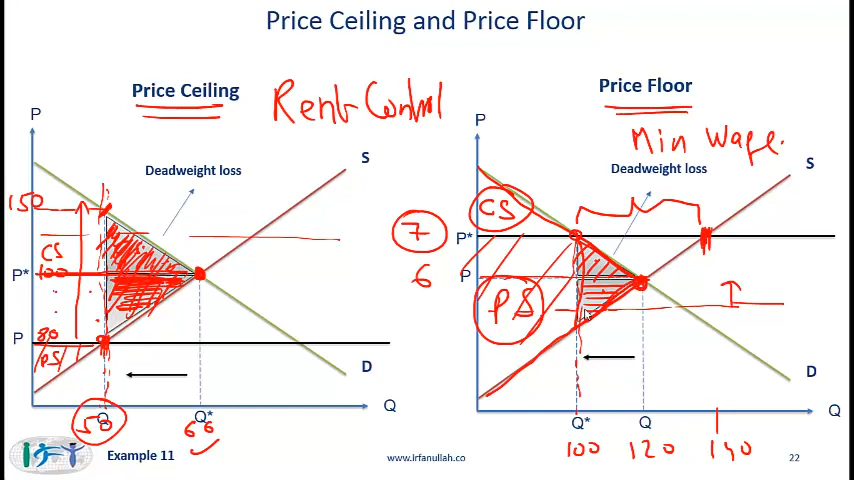 Price Ceiling and Price Floor
Price Ceiling
Rent Control
P
S
Deadweight loss
150
CS
P*
100
P
80
PS
D
Q
Q*
Q
50
66
Example 11
Price Floor
Min Wage.
P
S
Deadweight loss
CS
7
P*
6
P
PS
D
Q*
Q
Q
100
120
140
www.irfanullah.co
22